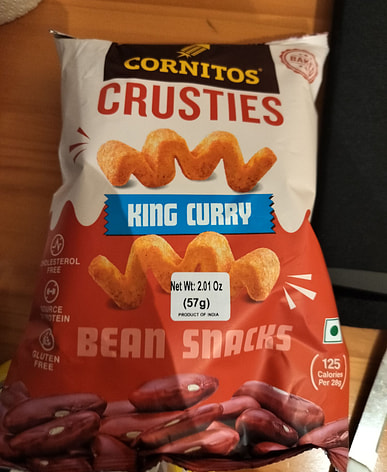 CORNITOS®
CRUSTIES
BAKED
KING CURRY
CHOLESTEROL
FREE
SOURCE
PROTEIN
GLUTEN
FREE
Net Wt: 2.01 Oz
(57g)
PRODUCT OF INDIA
BEAN SNACKS
125
Calories
Per 28g